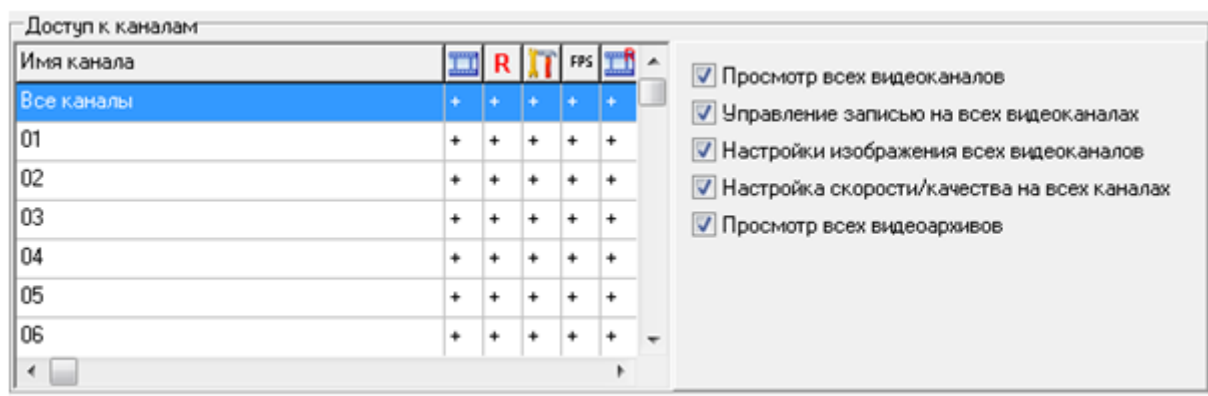 Доступ к каналам
Имя канала R FPS
Все каналы + + + + +
01 + + + + +
02 + + + + +
03 + + + + +
04 + + + + +
05 + + + + +
06 + + + + +
Просмотр всех видеоканалов
Управление записью на всех видеоканалах
Настройки изображения всех видеоканалов
Настройка скорости/качества на всех каналах
Просмотр всех видеоархивов